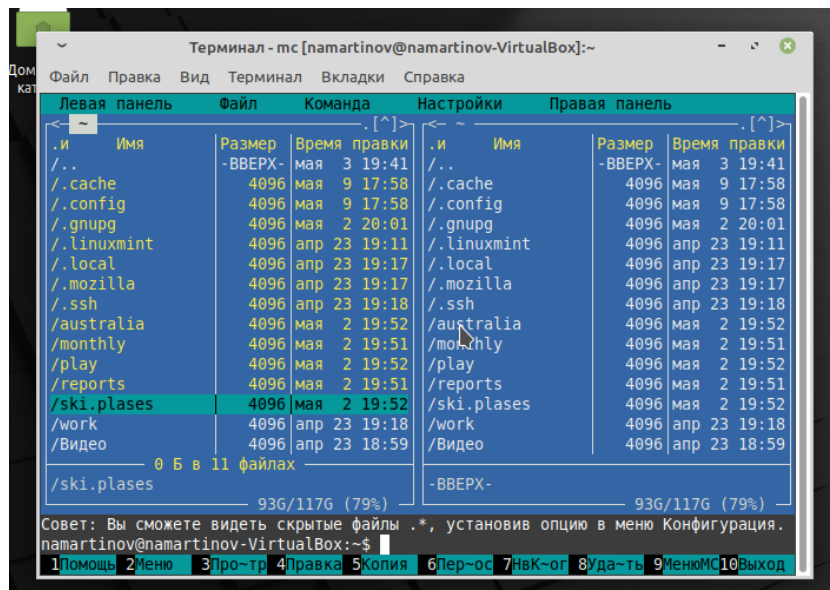 Дом
кат
Терминал - mc [namartinov@namartinov-VirtualBox]:~
Файл Правка Вид Терминал Вкладки Справка
Левая панель Файл Команда Настройки Правая панель
<— ~ .[^]> <— ~ .[^]>
.и Имя Размер Время правки .и Имя Размер Время правки
/.. -ВВЕРХ- мая 3 19:41 /.. -ВВЕРХ- мая 3 19:41
/.cache 4096 мая 9 17:58 /.cache 4096 мая 9 17:58
/.config 4096 мая 9 17:58 /.config 4096 мая 9 17:58
/.gnupg 4096 мая 2 20:01 /.gnupg 4096 мая 2 20:01
/.linuxmint 4096 апр 23 19:11 /.linuxmint 4096 апр 23 19:11
/.local 4096 апр 23 19:17 /.local 4096 апр 23 19:17
/.mozilla 4096 апр 23 19:17 /.mozilla 4096 апр 23 19:17
/.ssh 4096 апр 23 19:18 /.ssh 4096 апр 23 19:18
/australia 4096 мая 2 19:52 /australia 4096 мая 2 19:52
/monthly 4096 мая 2 19:51 /monthly 4096 мая 2 19:51
/play 4096 мая 2 19:52 /play 4096 мая 2 19:52
/reports 4096 мая 2 19:51 /reports 4096 мая 2 19:51
/ski.plases 4096 мая 2 19:52 /ski.plases 4096 мая 2 19:52
/work 4096 апр 23 19:18 /work 4096 апр 23 19:18
/Видео 4096 апр 23 18:59 /Видео 4096 апр 23 18:59
0 Б в 11 файлах
/ski.plases -ВВЕРХ-
93G/117G (79%) 93G/117G (79%)
Совет: Вы сможете видеть скрытые файлы .*, установив опцию в меню Конфигурация.
namartinov@namartinov-VirtualBox:~$
1Помощь 2Меню 3Про~тр 4Правка 5Копия 6Пер~ос 7НвК~ог 8Уда~ть 9МенюMC 10Выход